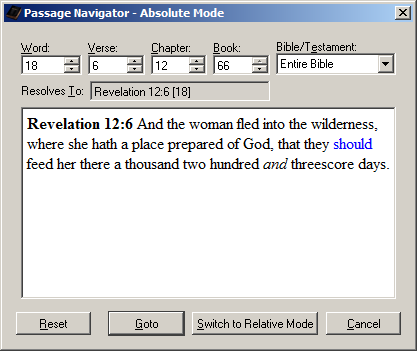 Passage Navigator - Absolute Mode
Word: Verse: Chapter: Book: Bible/Testament:
18 6 12 66 Entire Bible
Resolves To: Revelation 12:6 [18]
Revelation 12:6 And the woman fled into the wilderness,
where she hath a place prepared of God, that they should
feed her there a thousand two hundred and threescore days.
Reset Goto Switch to Relative Mode Cancel